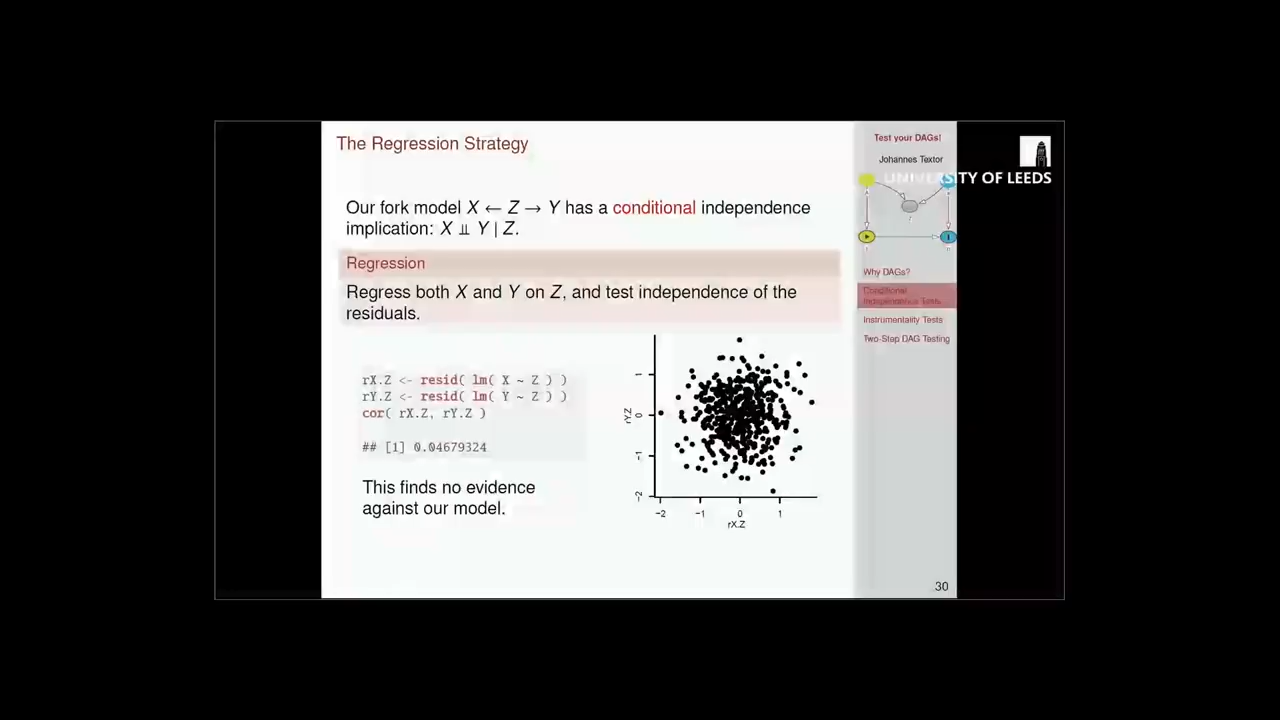 The Regression Strategy
Our fork model X ← Z → Y has a conditional independence
implication: X ⫫ Y | Z.
Regression
Regress both X and Y on Z, and test independence of the
residuals.
rX.Z <- resid( lm( X ~ Z ) )
rY.Z <- resid( lm( Y ~ Z ) )
cor( rX.Z, rY.Z )
## [1] 0.04679324
This finds no evidence
against our model.
rY.Z
1
0
−1
−2
−2 −1 0 1
rX.Z
Test your DAGs!
Johannes Textor
UNIVERSITY OF LEEDS
Why DAGs?
Conditional
Independence Tests
Instrumentality Tests
Two-Step DAG Testing
30